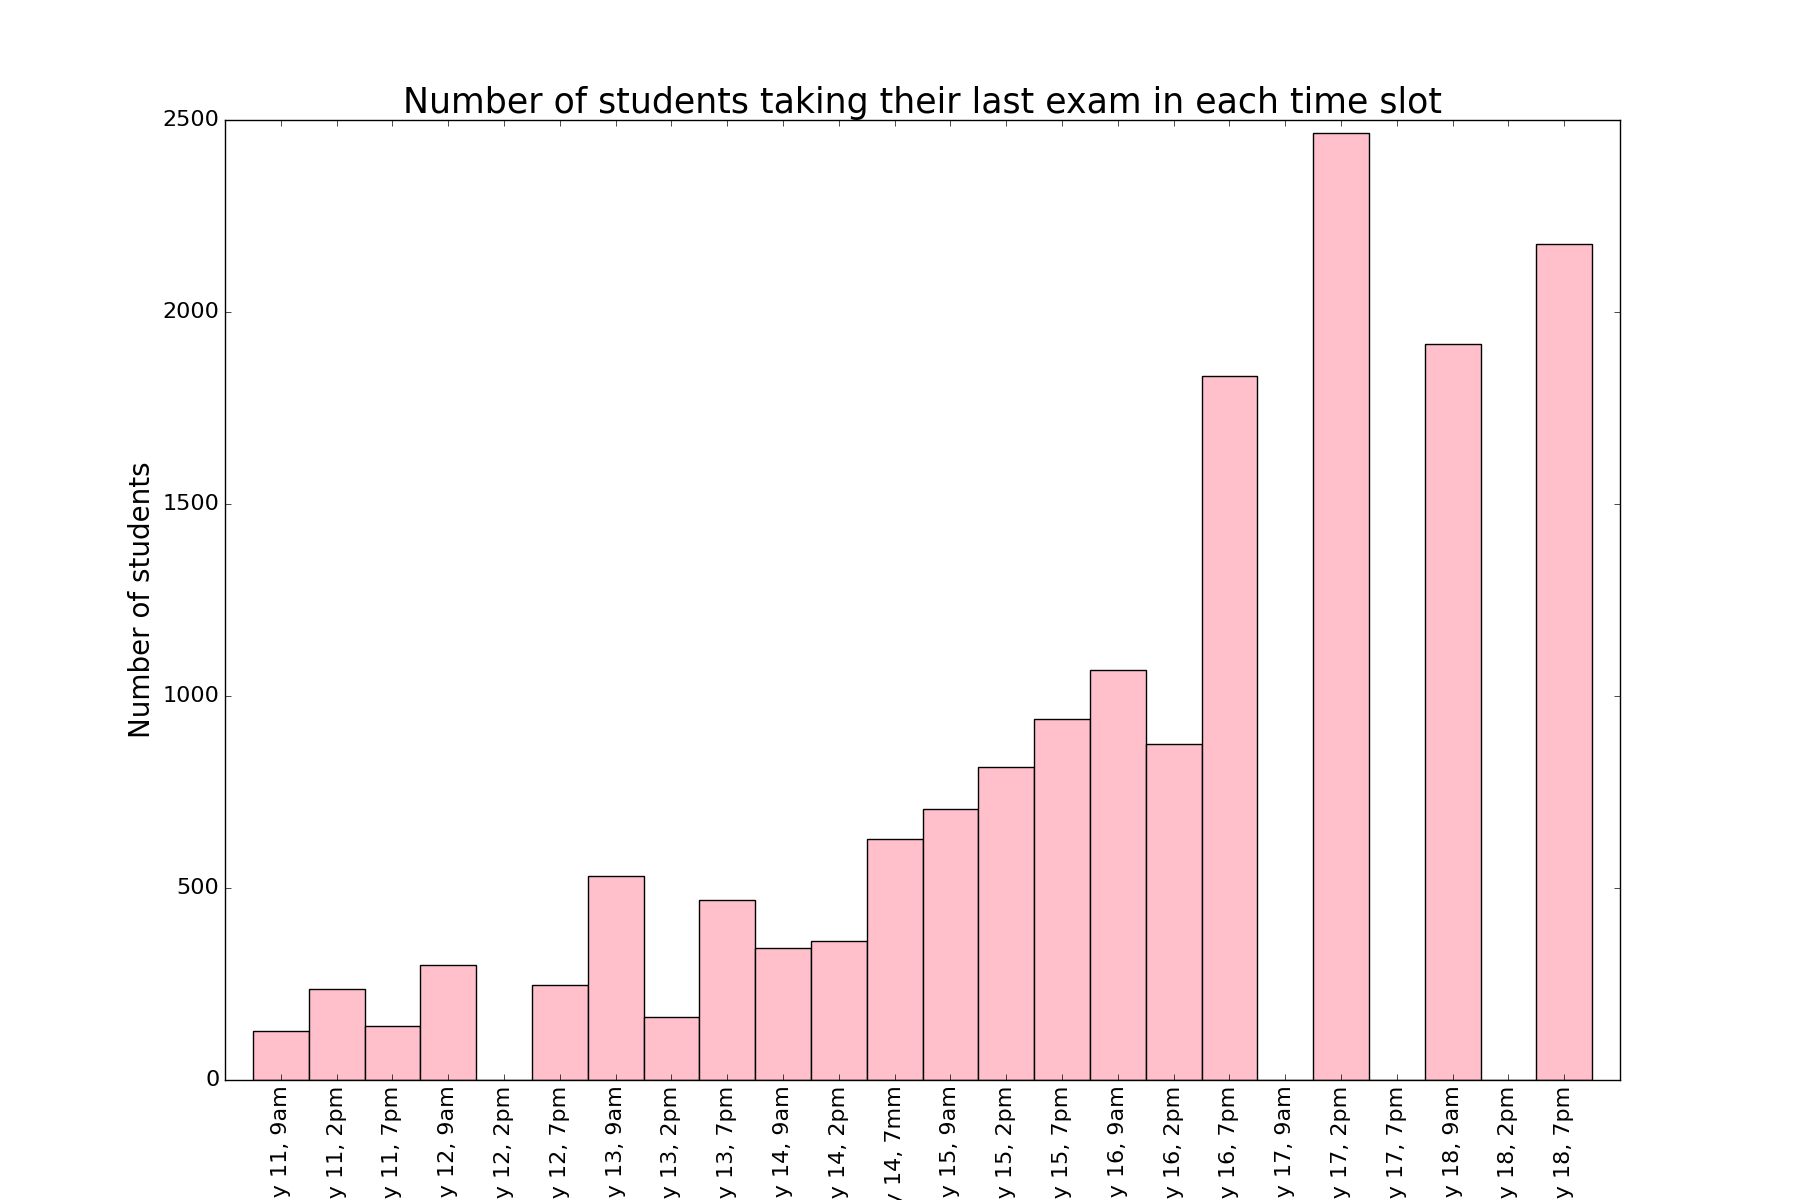 Number of students taking their last exam in each time slot
Number of students
2500
2000
1500
1000
500
0
y 11, 9am
y 11, 2pm
y 11, 7pm
y 12, 9am
y 12, 2pm
y 12, 7pm
y 13, 9am
y 13, 2pm
y 13, 7pm
y 14, 9am
y 14, 2pm
y 14, 7mm
y 15, 9am
y 15, 2pm
y 15, 7pm
y 16, 9am
y 16, 2pm
y 16, 7pm
y 17, 9am
y 17, 2pm
y 17, 7pm
y 18, 9am
y 18, 2pm
y 18, 7pm